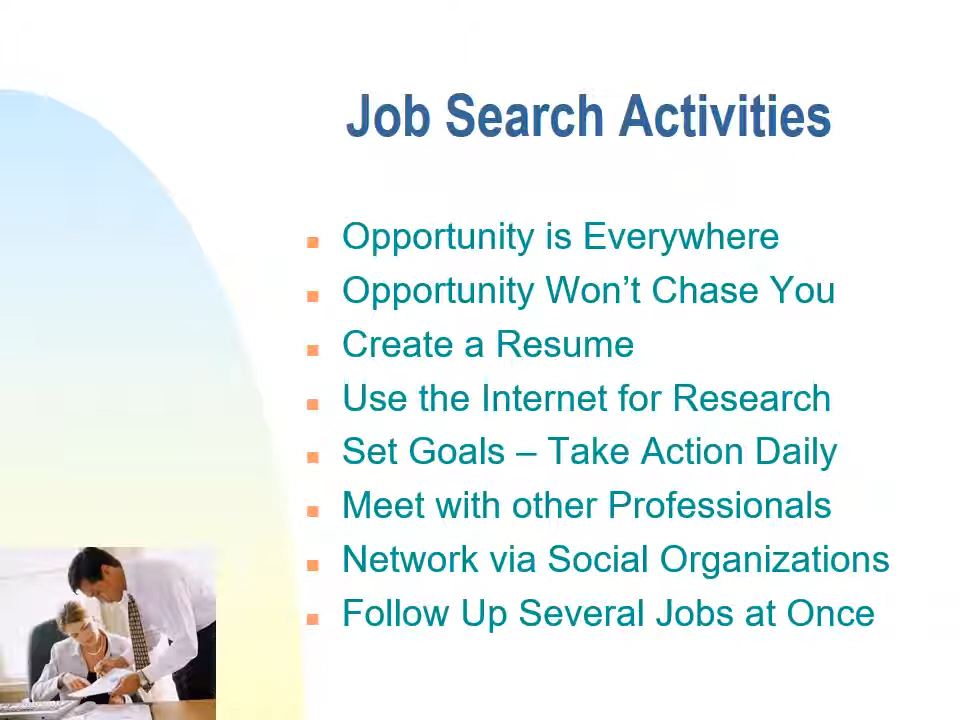 Job Search Activities
Opportunity is Everywhere
Opportunity Won’t Chase You
Create a Resume
Use the Internet for Research
Set Goals – Take Action Daily
Meet with other Professionals
Network via Social Organizations
Follow Up Several Jobs at Once